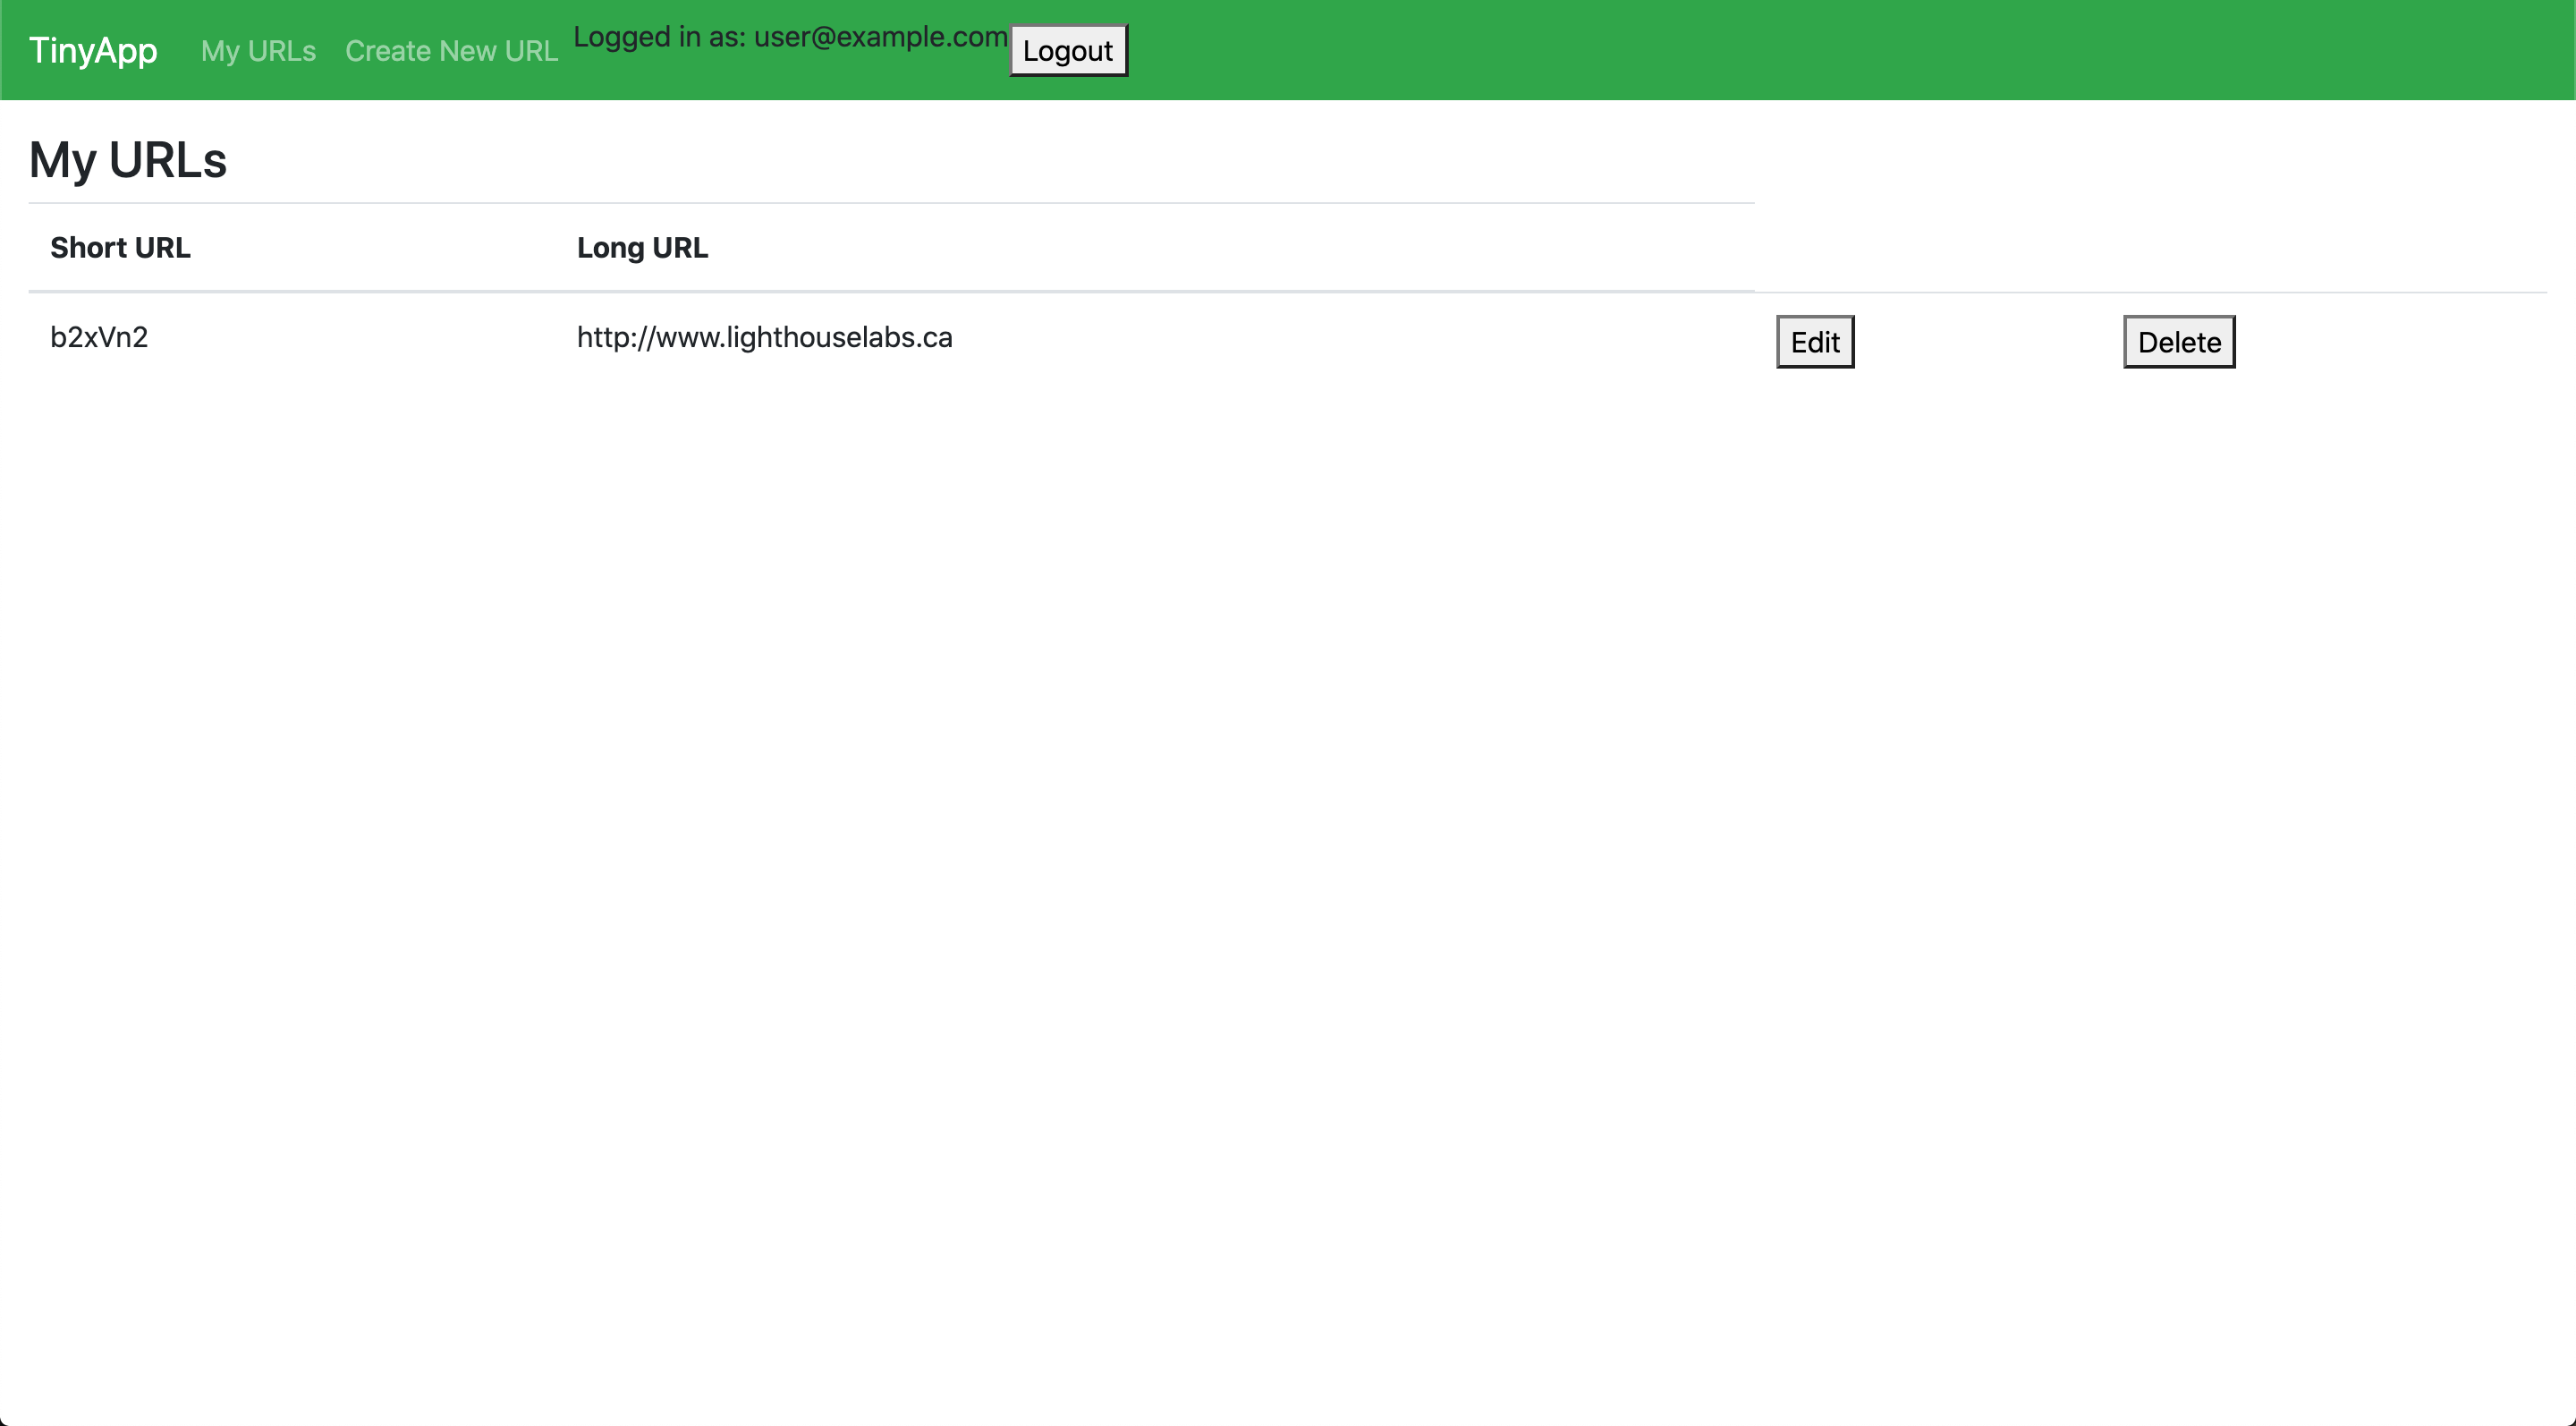 TinyApp My URLs Create New URL Logged in as: user@example.com Logout
My URLs
Short URL Long URL
b2xVn2 http://www.lighthouselabs.ca Edit Delete